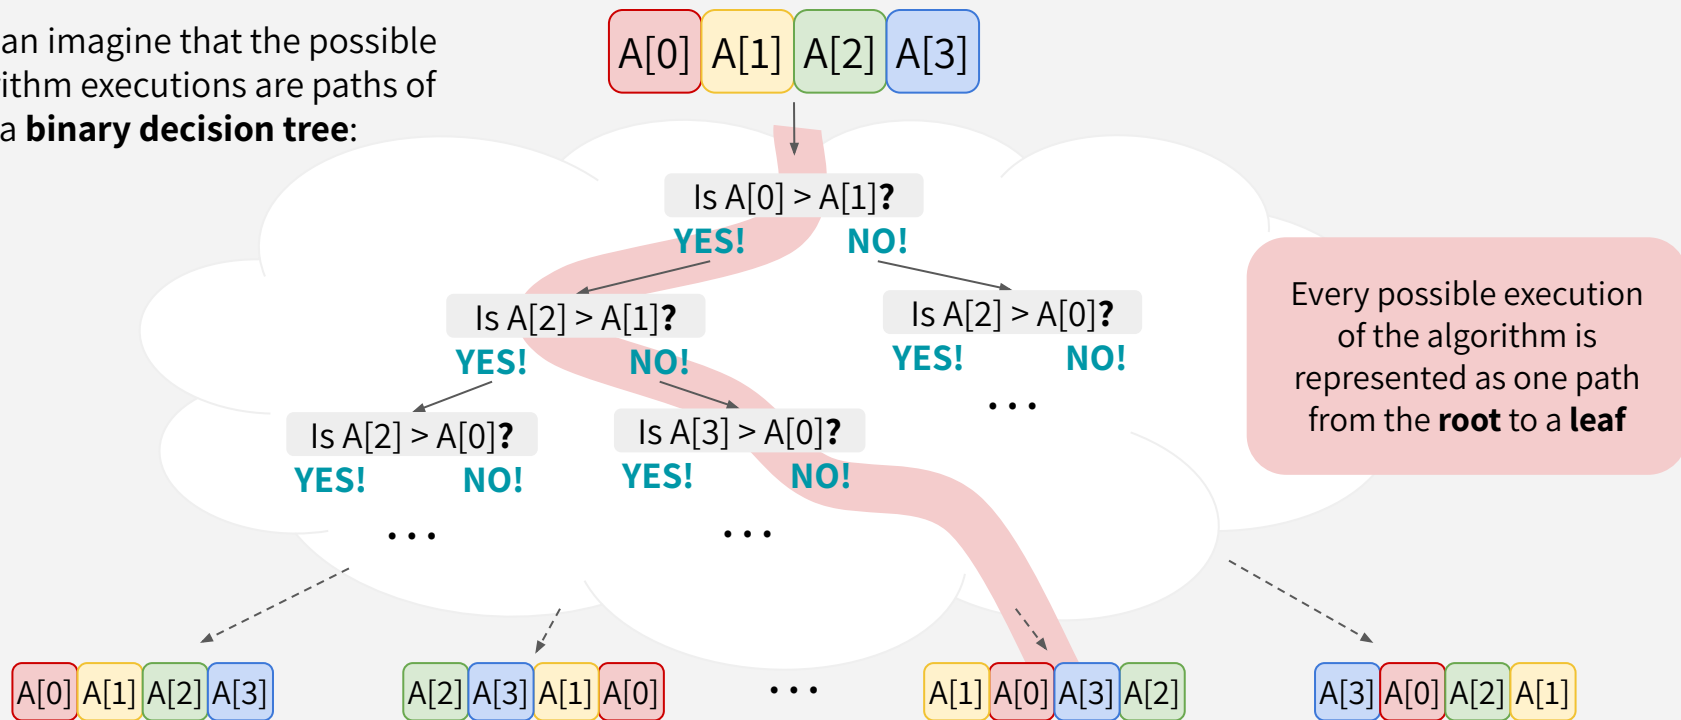 an imagine that the possible
rithm executions are paths of
a binary decision tree:
A[0] A[1] A[2] A[3]
Is A[0] > A[1]?
YES! NO!
Is A[2] > A[1]?
YES! NO!
Is A[2] > A[0]?
YES! NO!
...
Is A[2] > A[0]?
YES! NO!
...
Is A[3] > A[0]?
YES! NO!
...
Every possible execution
of the algorithm is
represented as one path
from the root to a leaf
A[0] A[1] A[2] A[3]
A[2] A[3] A[1] A[0]
...
A[1] A[0] A[3] A[2]
A[3] A[0] A[2] A[1]